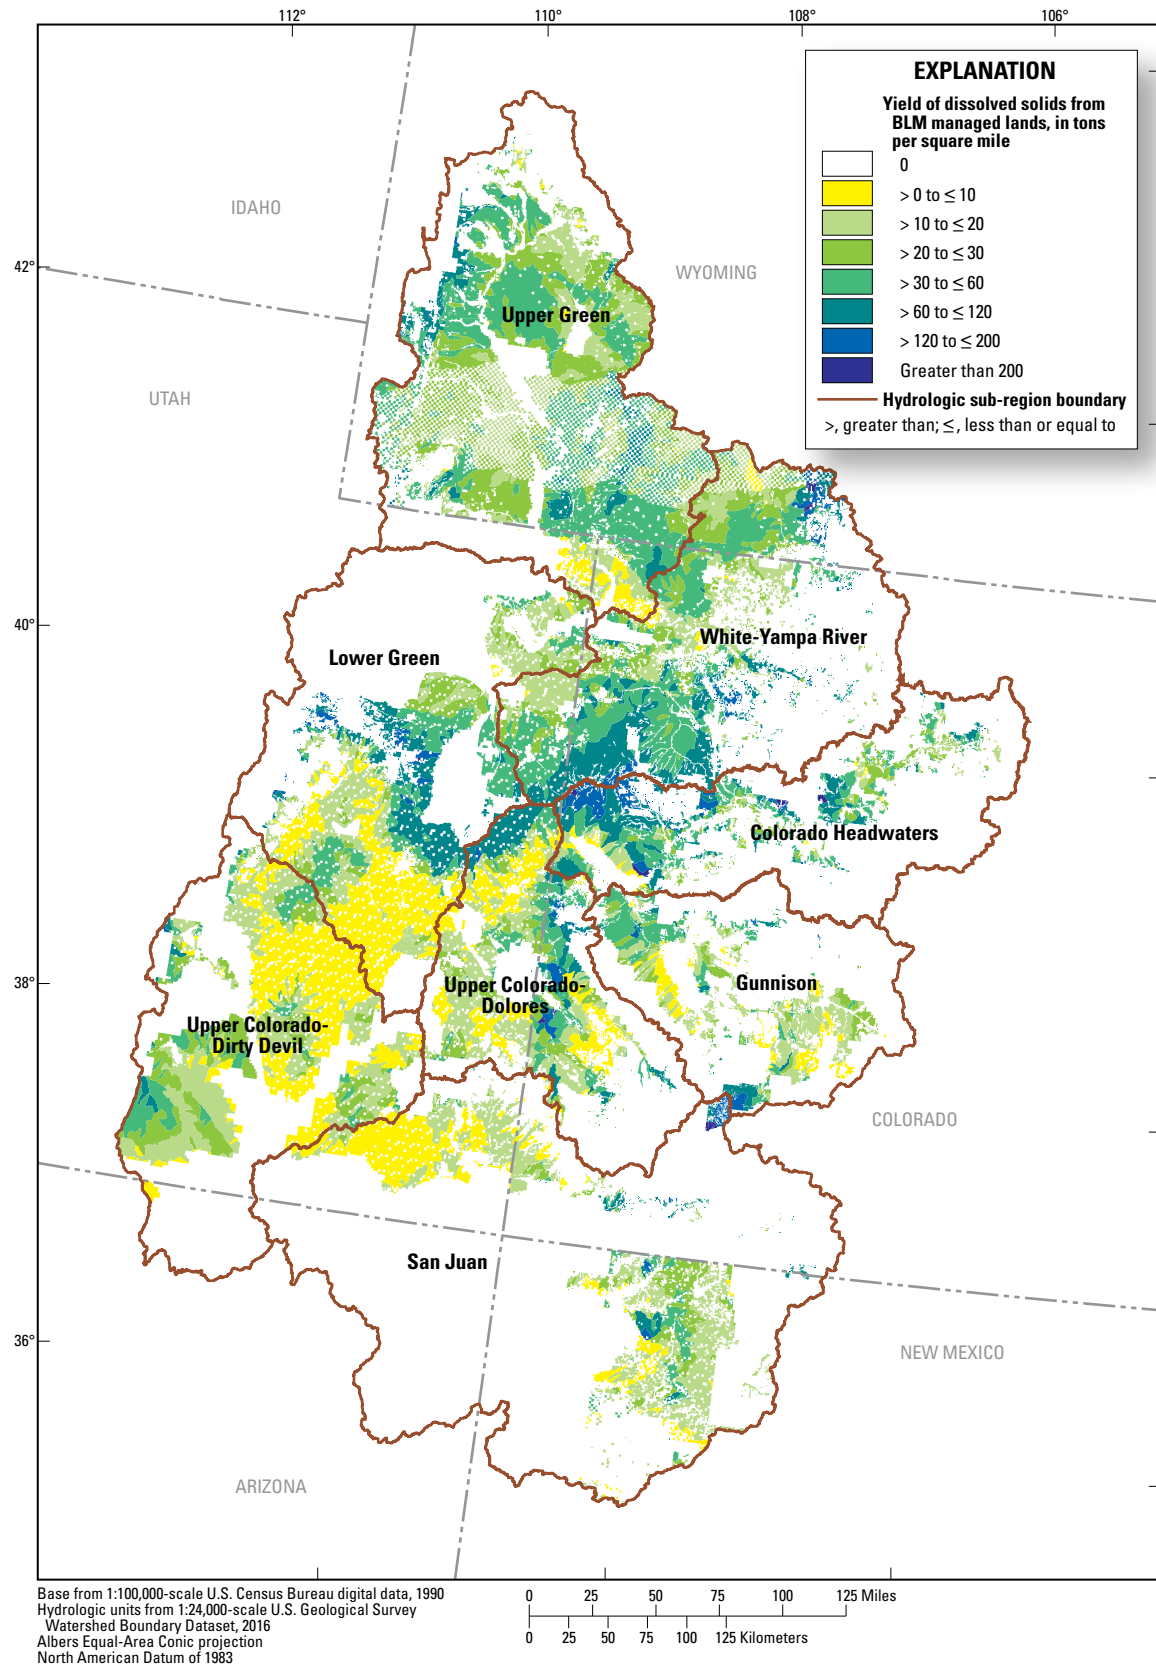 112°
110°
108°
106°
EXPLANATION
Yield of dissolved solids from
BLM managed lands, in tons
per square mile
0
> 0 to ≤ 10
> 10 to ≤ 20
> 20 to ≤ 30
> 30 to ≤ 60
> 60 to ≤ 120
> 120 to ≤ 200
Greater than 200
Hydrologic sub-region boundary
>, greater than; ≤, less than or equal to
IDAHO
42°
WYOMING
Upper Green
UTAH
40°
White-Yampa River
Lower Green
Colorado Headwaters
38°
Gunnison
Upper Colorado-
Dolores
Upper Colorado-
Dirty Devil
COLORADO
San Juan
36°
NEW MEXICO
ARIZONA
Base from 1:100,000-scale U.S. Census Bureau digital data, 1990
Hydrologic units from 1:24,000-scale U.S. Geological Survey
Watershed Boundary Dataset, 2016
Albers Equal-Area Conic projection
North American Datum of 1983
0 25 50 75 100 125 Miles
0 25 50 75 100 125 Kilometers